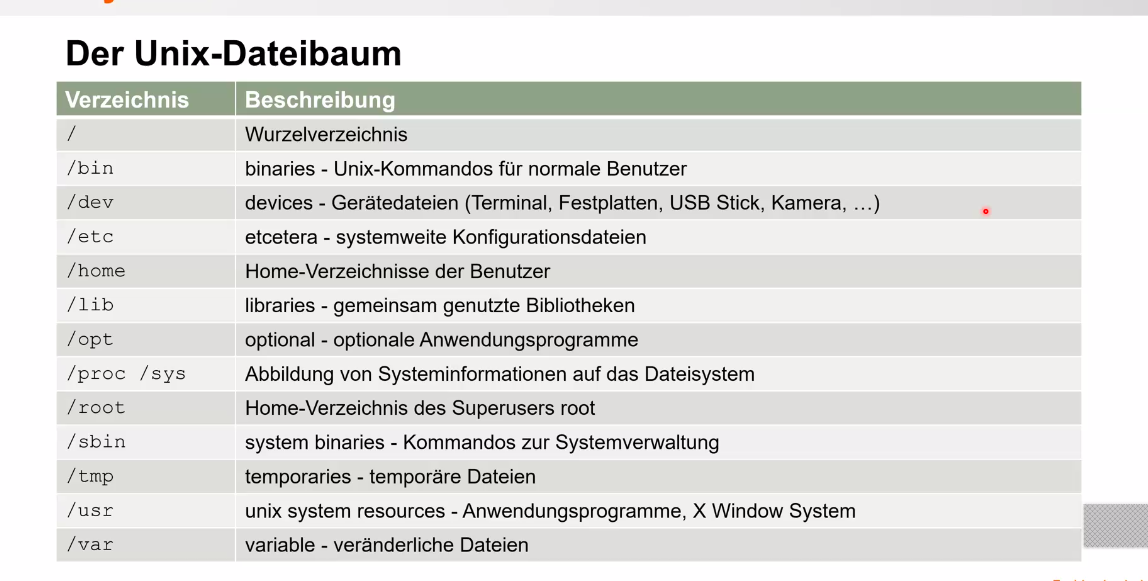 Der Unix-Dateibaum
Verzeichnis Beschreibung
/ Wurzelverzeichnis
/bin binaries - Unix-Kommandos für normale Benutzer
/dev devices - Gerätedateien (Terminal, Festplatten, USB Stick, Kamera, …)
/etc etcetera - systemweite Konfigurationsdateien
/home Home-Verzeichnisse der Benutzer
/lib libraries - gemeinsam genutzte Bibliotheken
/opt optional - optionale Anwendungsprogramme
/proc /sys Abbildung von Systeminformationen auf das Dateisystem
/root Home-Verzeichnis des Superusers root
/sbin system binaries - Kommandos zur Systemverwaltung
/tmp temporaries - temporäre Dateien
/usr unix system resources - Anwendungsprogramme, X Window System
/var variable - veränderliche Dateien